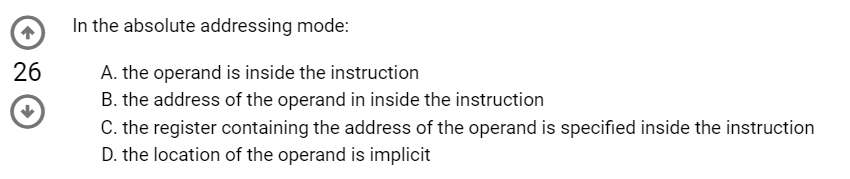 In the absolute addressing mode:
26
A. the operand is inside the instruction
B. the address of the operand in inside the instruction
C. the register containing the address of the operand is specified inside the instruction
D. the location of the operand is implicit